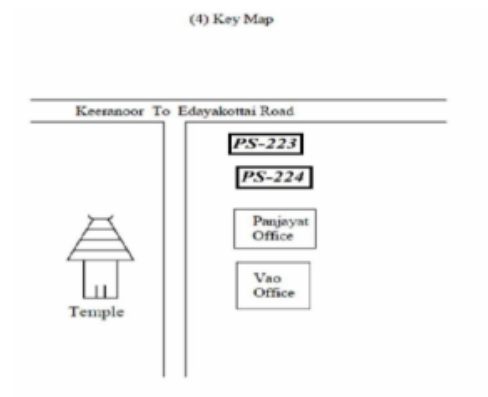 (4) Key Map
Keeranoor To Edayakottai Road
PS-223
PS-224
Panjayat
Office
Vao
Office
Temple